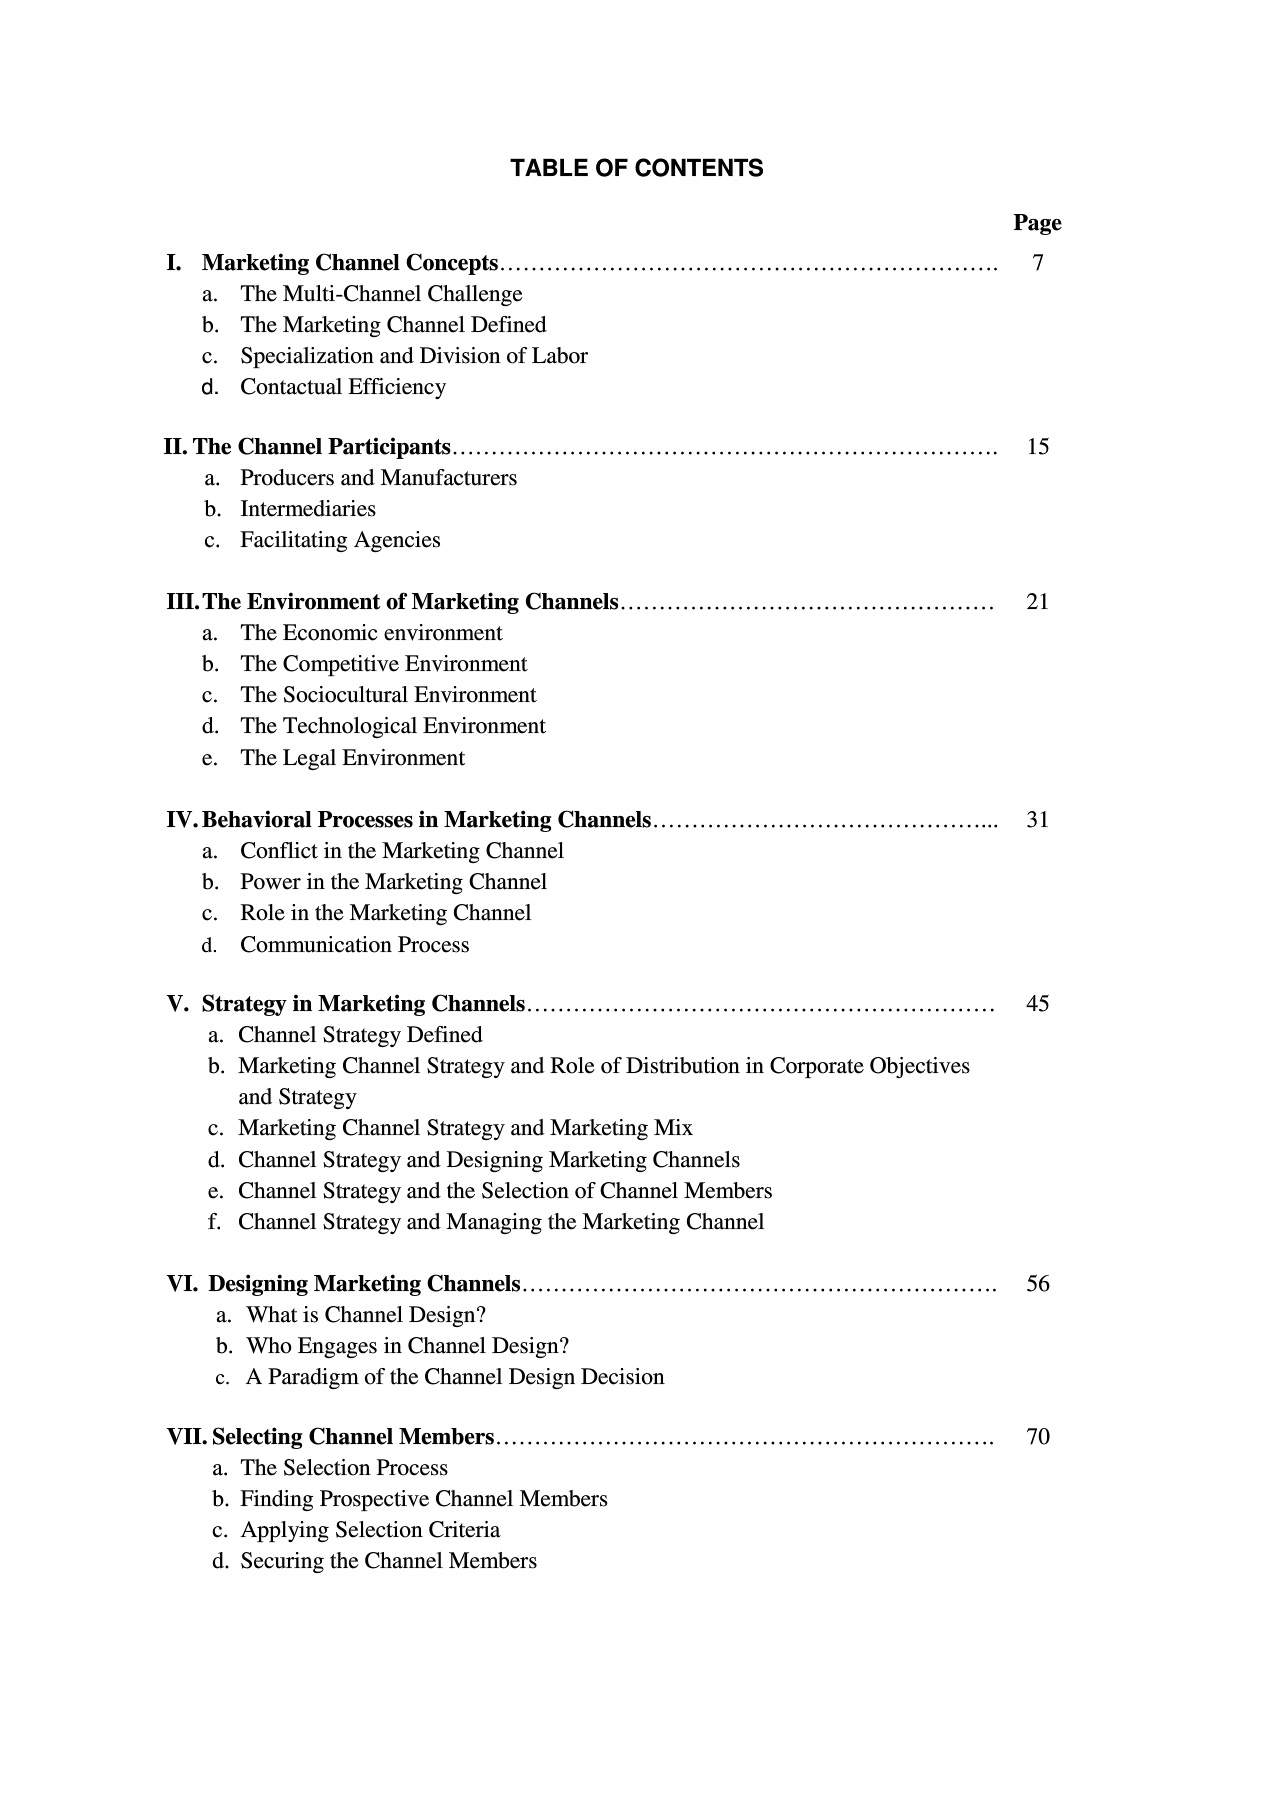 TABLE OF CONTENTS
Page
I. Marketing Channel Concepts…………………………………………………………. 7
a. The Multi-Channel Challenge
b. The Marketing Channel Defined
c. Specialization and Division of Labor
d. Contactual Efficiency
II. The Channel Participants……………………………………………………………. 15
a. Producers and Manufacturers
b. Intermediaries
c. Facilitating Agencies
III. The Environment of Marketing Channels………………………………………… 21
a. The Economic environment
b. The Competitive Environment
c. The Sociocultural Environment
d. The Technological Environment
e. The Legal Environment
IV. Behavioral Processes in Marketing Channels……………………………………... 31
a. Conflict in the Marketing Channel
b. Power in the Marketing Channel
c. Role in the Marketing Channel
d. Communication Process
V. Strategy in Marketing Channels…………………………………………………… 45
a. Channel Strategy Defined
b. Marketing Channel Strategy and Role of Distribution in Corporate Objectives
and Strategy
c. Marketing Channel Strategy and Marketing Mix
d. Channel Strategy and Designing Marketing Channels
e. Channel Strategy and the Selection of Channel Members
f. Channel Strategy and Managing the Marketing Channel
VI. Designing Marketing Channels……………………………………………………. 56
a. What is Channel Design?
b. Who Engages in Channel Design?
c. A Paradigm of the Channel Design Decision
VII. Selecting Channel Members………………………………………………………. 70
a. The Selection Process
b. Finding Prospective Channel Members
c. Applying Selection Criteria
d. Securing the Channel Members